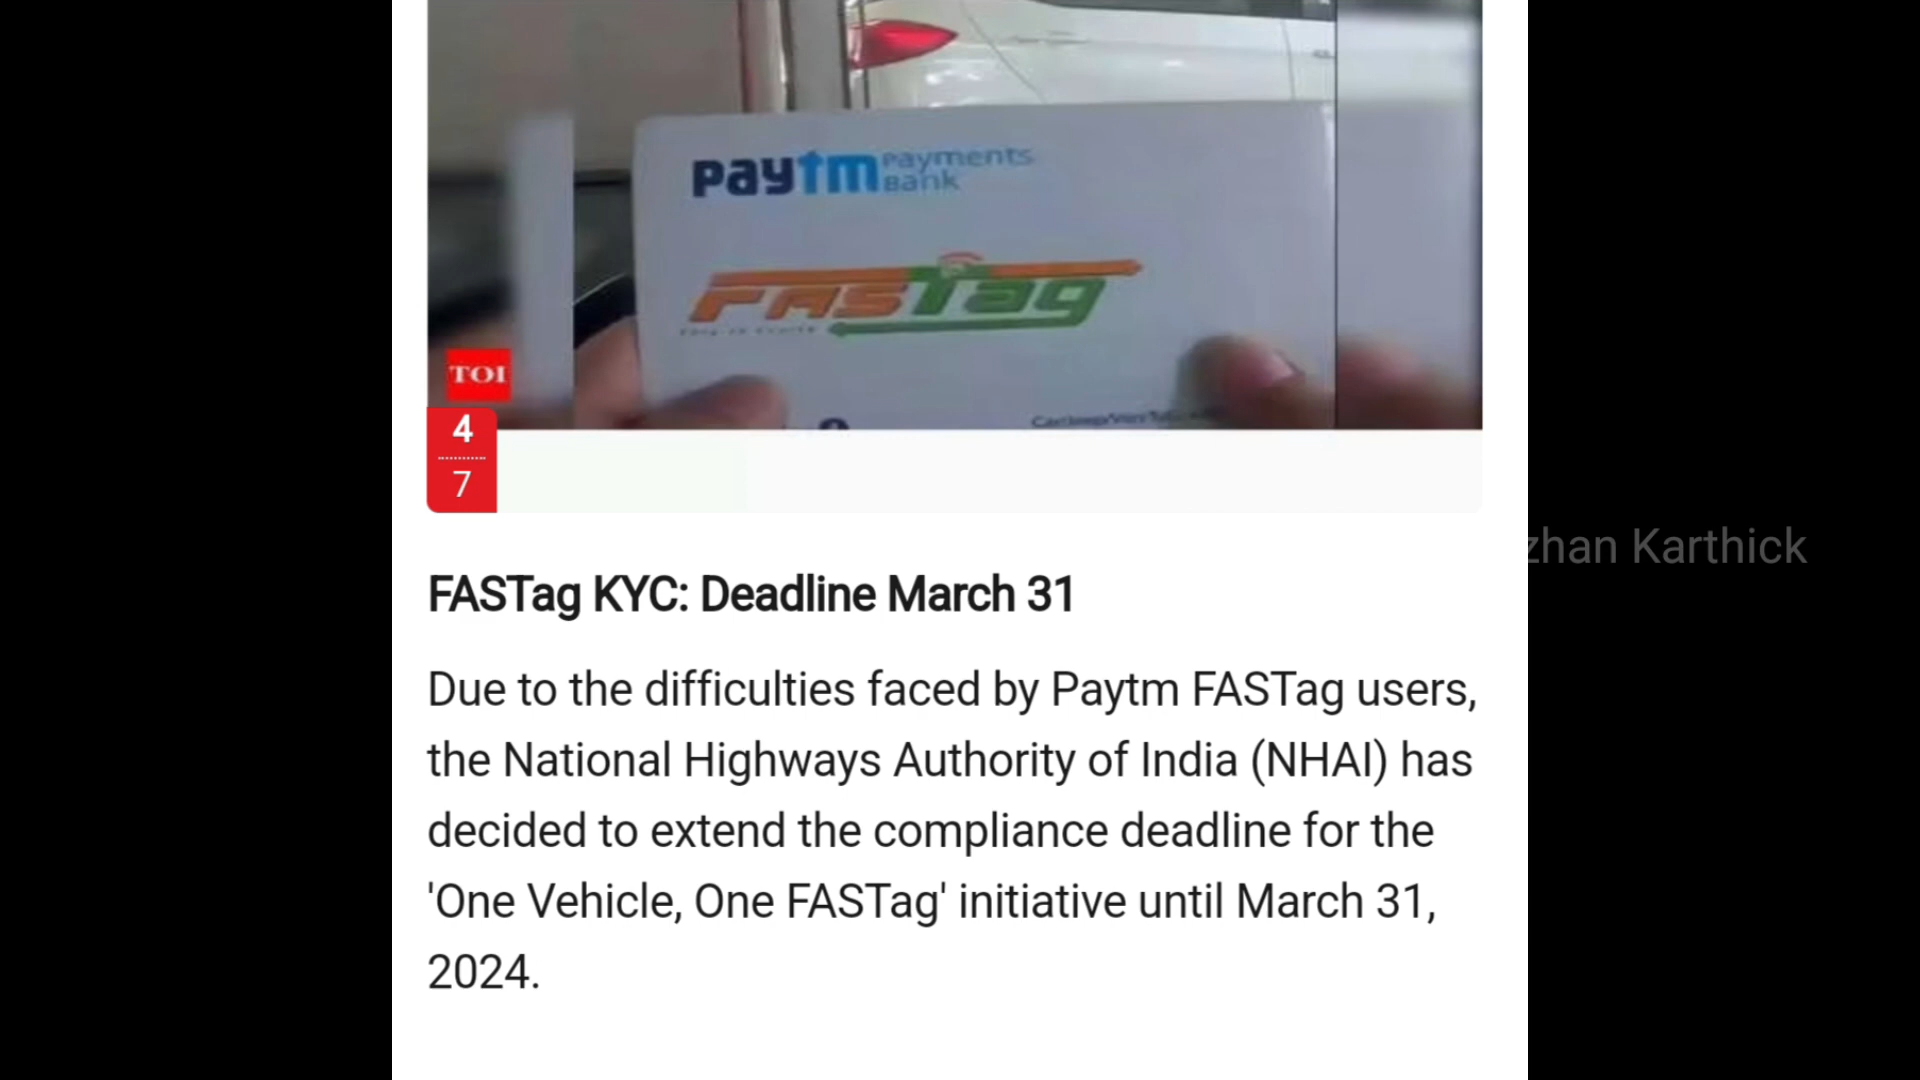 paytm Payments
Bank
FASTag
TOI
4
7
zhan Karthick
FASTag KYC: Deadline March 31
Due to the difficulties faced by Paytm FASTag users,
the National Highways Authority of India (NHAI) has
decided to extend the compliance deadline for the
'One Vehicle, One FASTag' initiative until March 31,
2024.